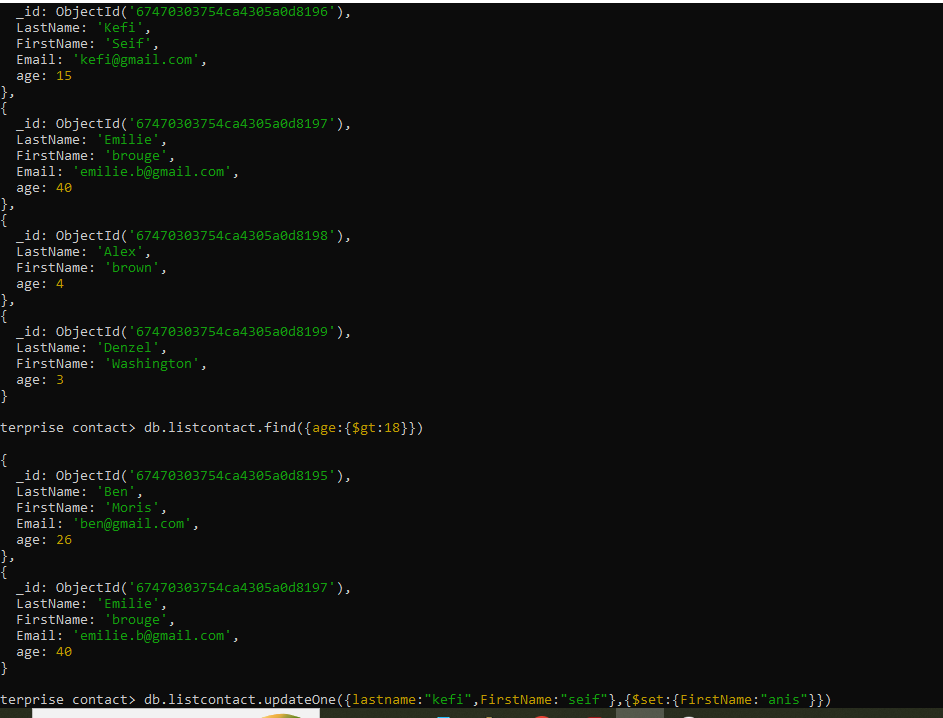 _id: ObjectId('67470303754ca4305a0d8196'),
LastName: 'Kefi',
FirstName: 'Seif',
Email: 'kefi@gmail.com',
age: 15
},
{
_id: ObjectId('67470303754ca4305a0d8197'),
LastName: 'Emilie',
FirstName: 'brouge',
Email: 'emilie.b@gmail.com',
age: 40
},
{
_id: ObjectId('67470303754ca4305a0d8198'),
LastName: 'Alex',
FirstName: 'brown',
age: 4
},
{
_id: ObjectId('67470303754ca4305a0d8199'),
LastName: 'Denzel',
FirstName: 'Washington',
age: 3
}
terprise contact> db.listcontact.find({age:{$gt:18}})
{
_id: ObjectId('67470303754ca4305a0d8195'),
LastName: 'Ben',
FirstName: 'Moris',
Email: 'ben@gmail.com',
age: 26
},
{
_id: ObjectId('67470303754ca4305a0d8197'),
LastName: 'Emilie',
FirstName: 'brouge',
Email: 'emilie.b@gmail.com',
age: 40
}
terprise contact> db.listcontact.updateOne({lastname:"kefi",FirstName:"seif"},{$set:{FirstName:"anis"}})